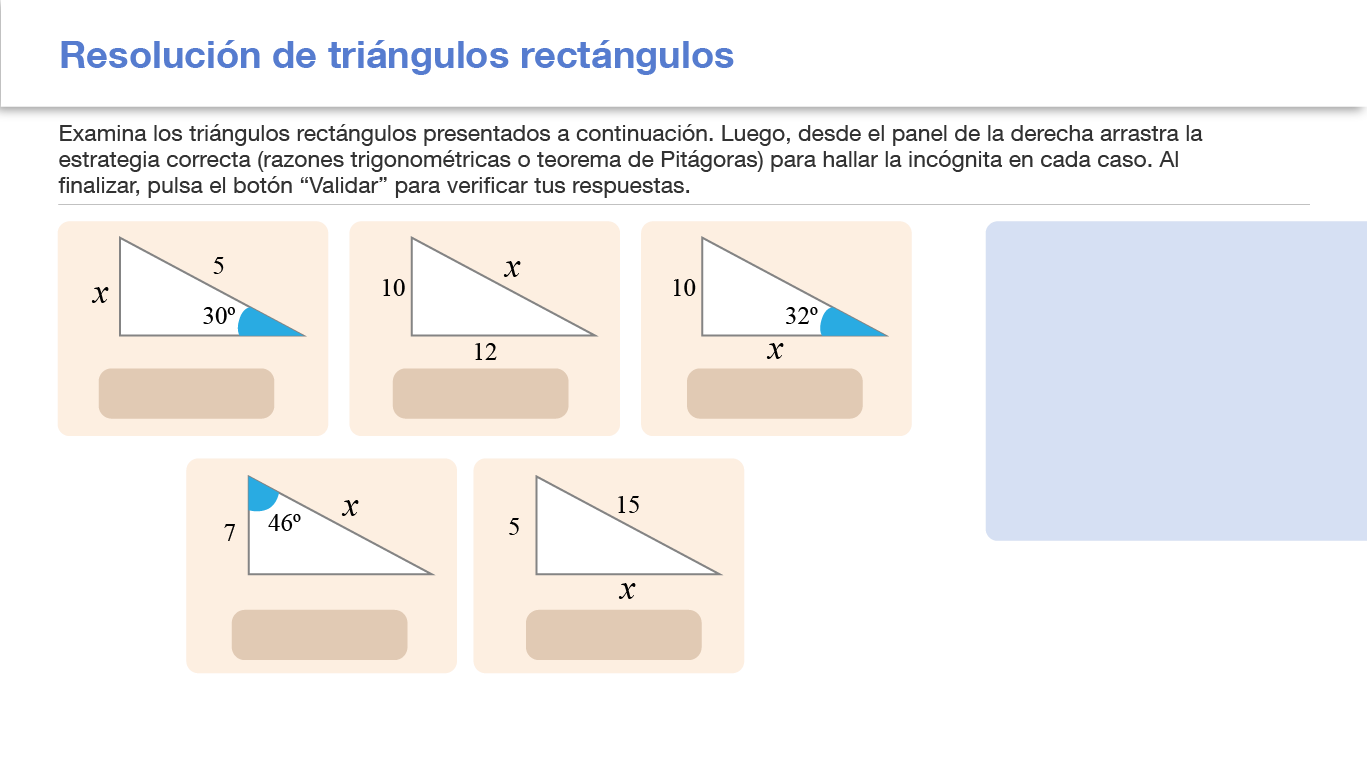 Resolución de triángulos rectángulos
Examina los triángulos rectángulos presentados a continuación. Luego, desde el panel de la derecha arrastra la
estrategia correcta (razones trigonométricas o teorema de Pitágoras) para hallar la incógnita en cada caso. Al
finalizar, pulsa el botón “Validar” para verificar tus respuestas.
5
x
30º
x
10
12
10
32º
x
x
7
46º
15
5
x